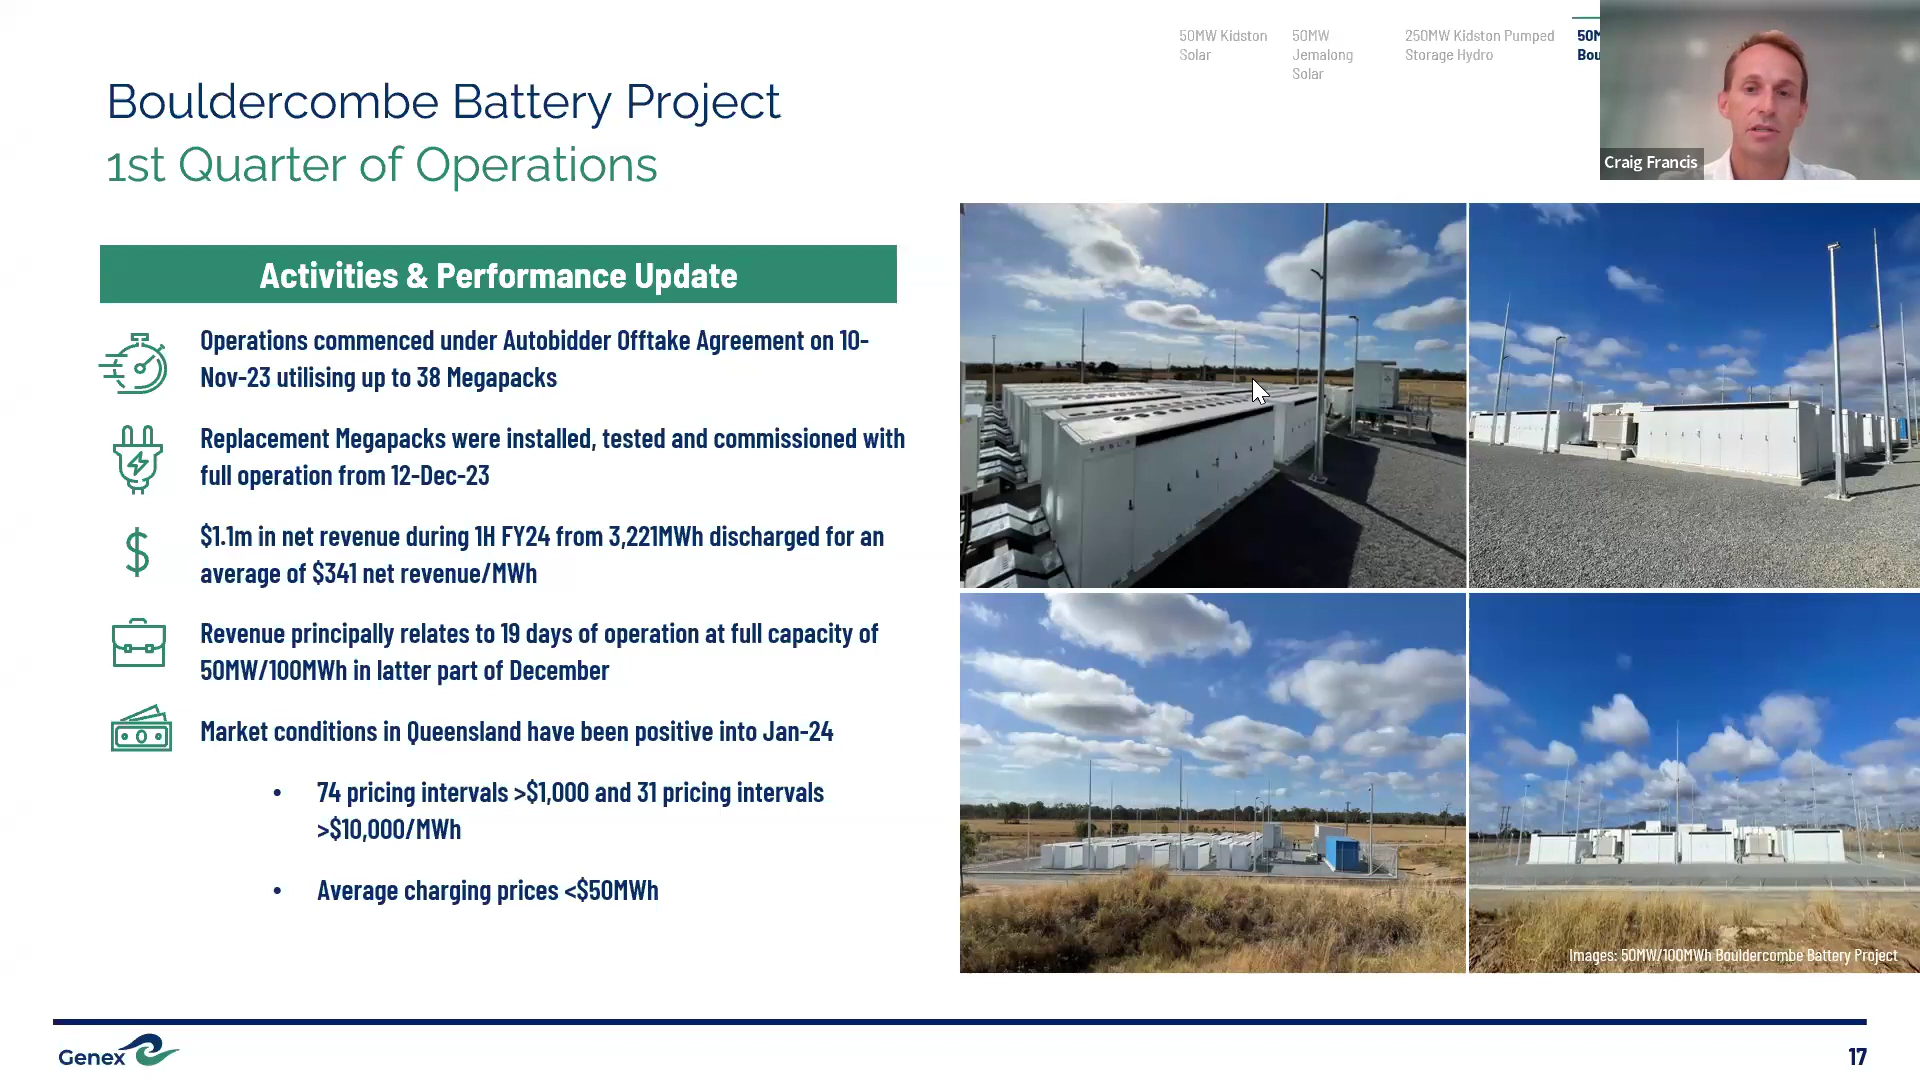 50MW Kidston
Solar
50MW
Jemalong
Solar
250MW Kidston Pumped
Storage Hydro
Craig Francis
Bouldercombe Battery Project
1st Quarter of Operations
Activities & Performance Update
Operations commenced under Autobidder Offtake Agreement on 10-
Nov-23 utilising up to 38 Megapacks
Replacement Megapacks were installed, tested and commissioned with
full operation from 12-Dec-23
$1.1m in net revenue during 1H FY24 from 3,221MWh discharged for an
average of $341 net revenue/MWh
Revenue principally relates to 19 days of operation at full capacity of
50MW/100MWh in latter part of December
Market conditions in Queensland have been positive into Jan-24
• 74 pricing intervals >$1,000 and 31 pricing intervals
>$10,000/MWh
• Average charging prices <$50MWh
TESLA
Images: 50MW/100MWh Bouldercombe Battery Project
Genex
17